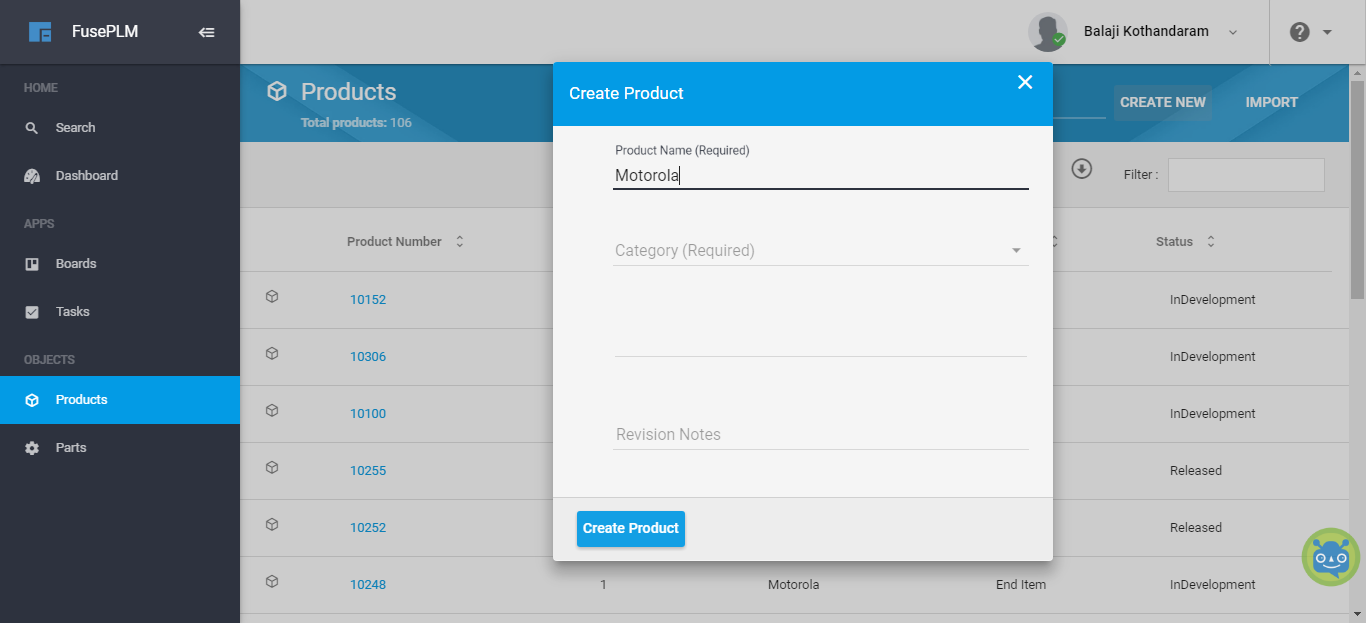 FusePLM
Balaji Kothandaram
?
HOME
Search
Dashboard
APPS
Boards
Tasks
OBJECTS
Products
Parts
Products
Total products: 106
CREATE NEW
IMPORT
Filter :
Product Number
Status
10152
InDevelopment
10306
InDevelopment
10100
InDevelopment
10255
Released
10252
Released
10248
1
Motorola
End Item
InDevelopment
Create Product
Product Name (Required)
Motorola
Category (Required)
Revision Notes
Create Product